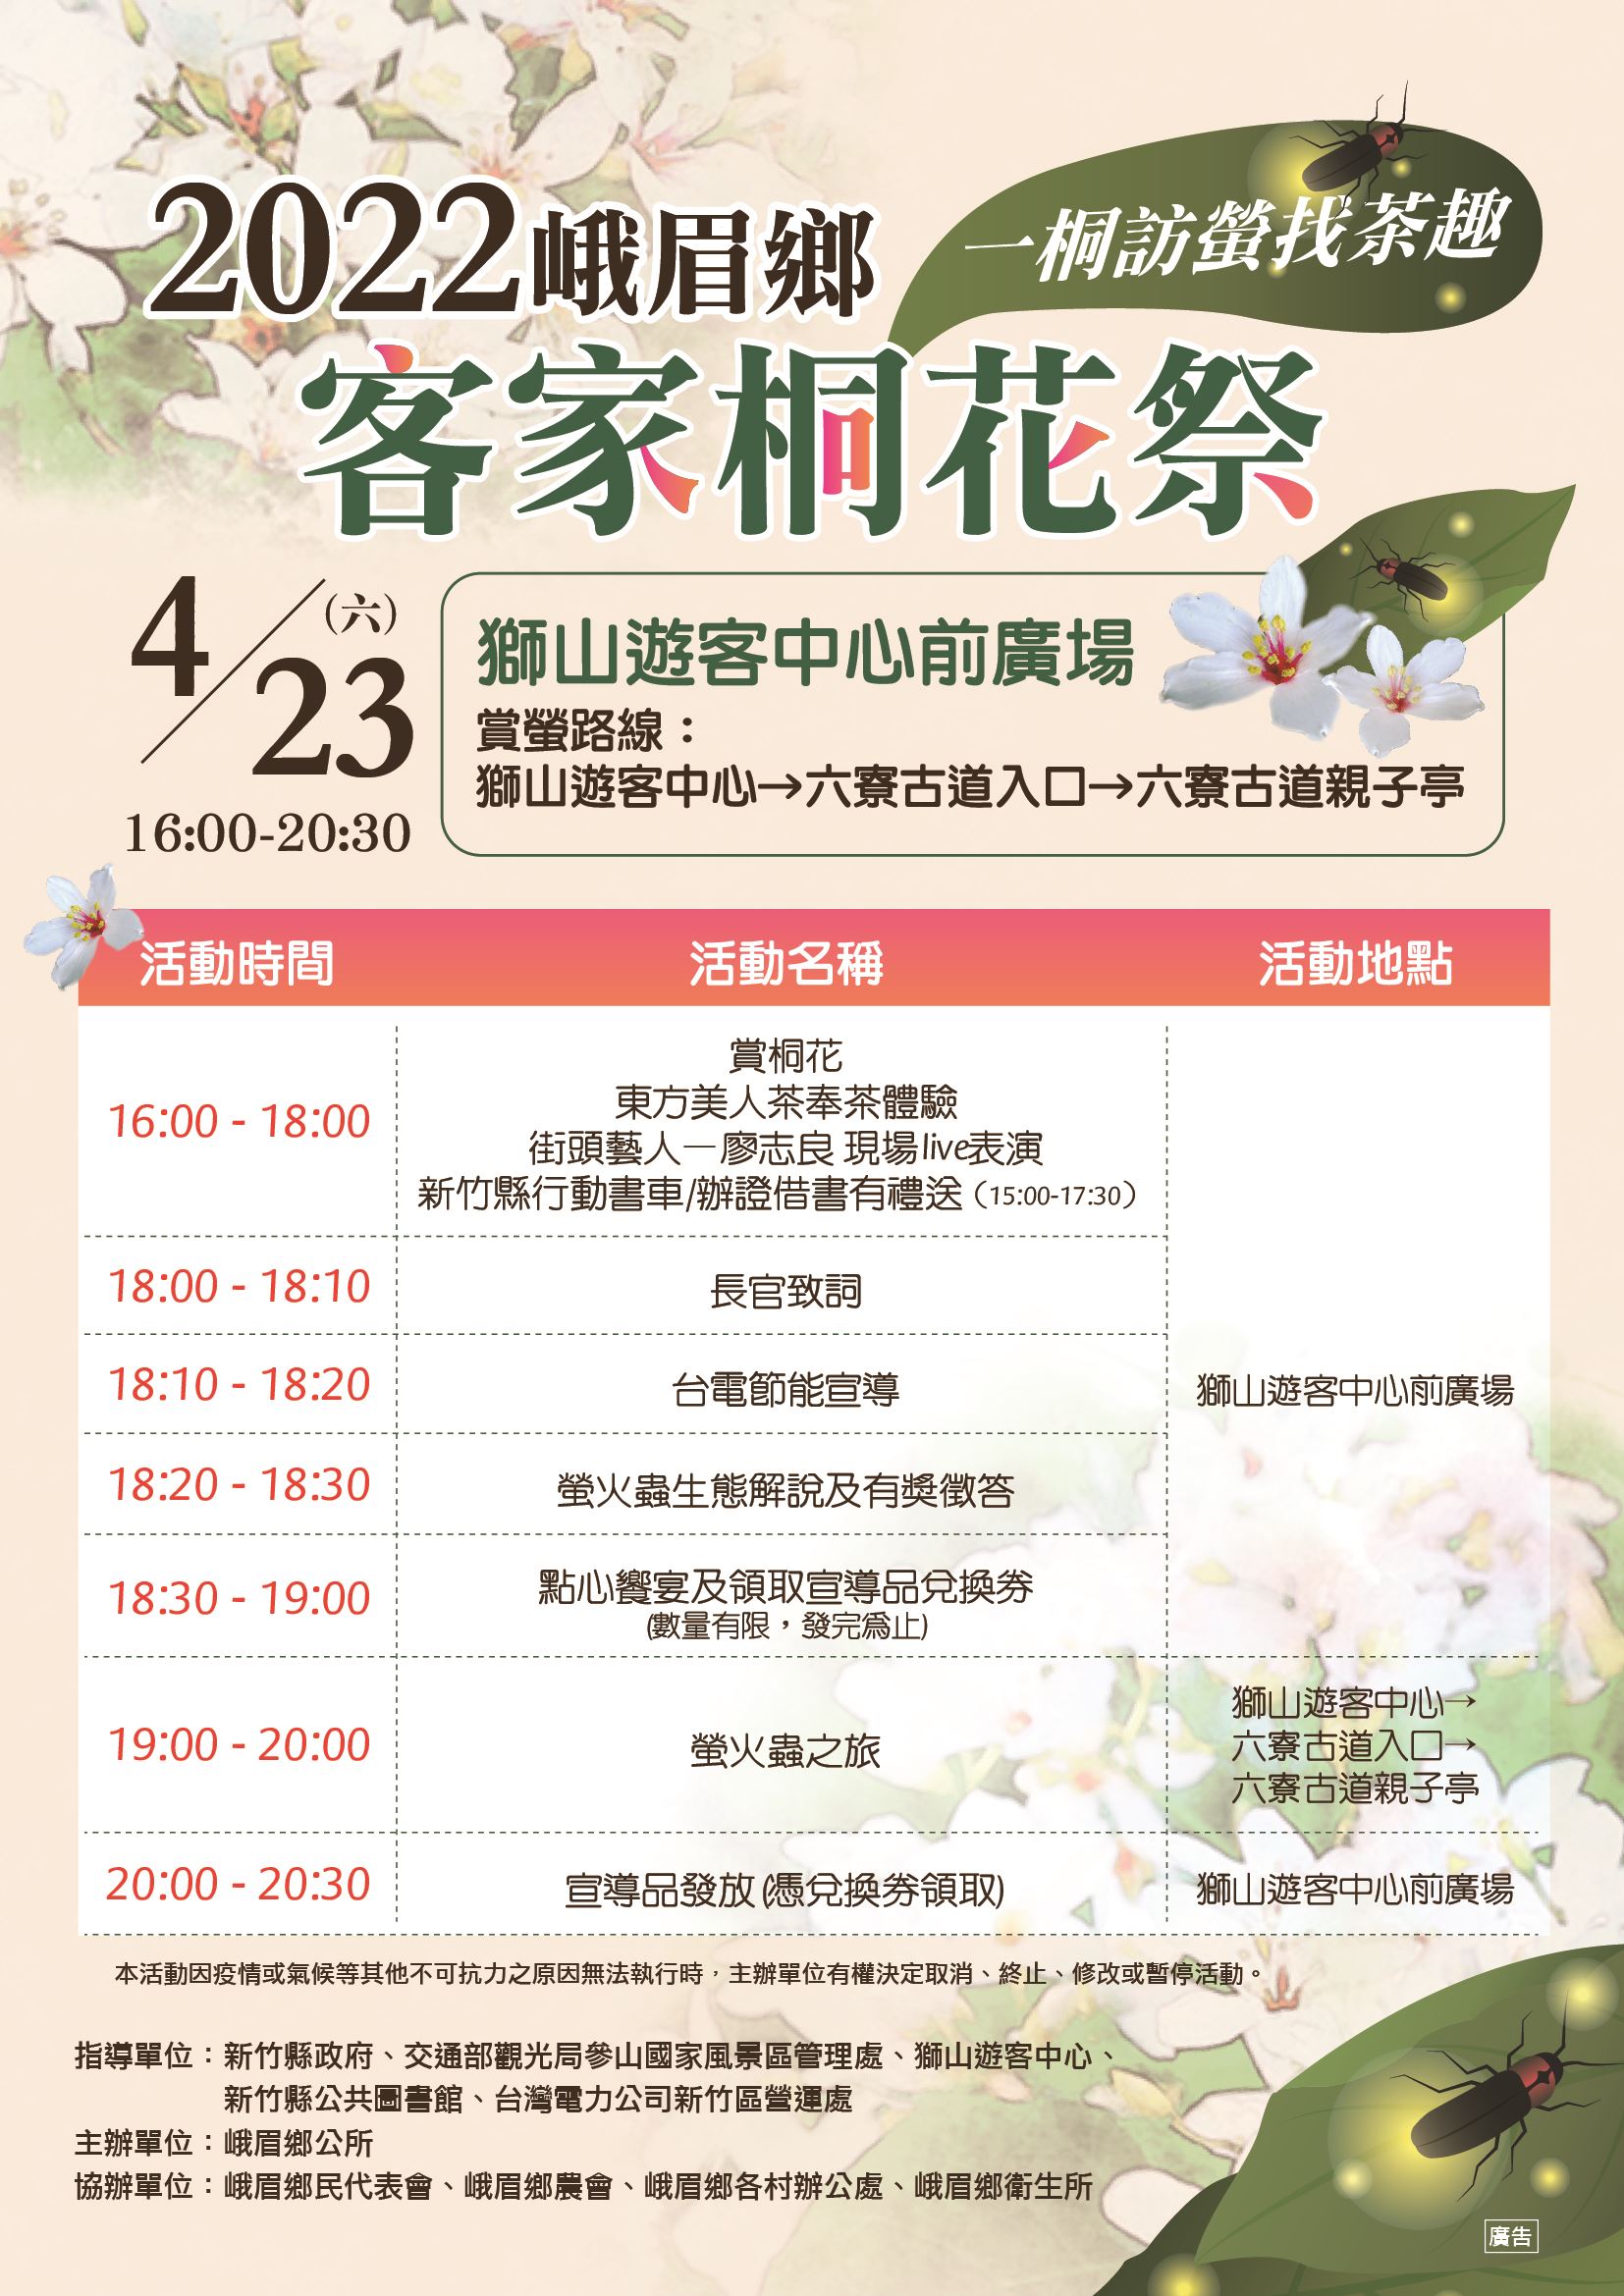 2022峨眉鄉
一桐訪螢找茶趣
客家桐花祭
4/23(六)
16:00-20:30
獅山遊客中心前廣場
賞螢路線：
獅山遊客中心→六寮古道入口→六寮古道親子亭
活動時間 活動名稱 活動地點
16:00 - 18:00
賞桐花
東方美人茶奉茶體驗
街頭藝人—廖志良 現場live表演
新竹縣行動書車/辦證借書有禮送（15:00-17:30）
18:00 - 18:10 長官致詞
18:10 - 18:20 台電節能宣導 獅山遊客中心前廣場
18:20 - 18:30 螢火蟲生態解說及有獎徵答
18:30 - 19:00 點心饗宴及領取宣導品兌換券
(數量有限，發完為止)
19:00 - 20:00 螢火蟲之旅
獅山遊客中心→
六寮古道入口→
六寮古道親子亭
20:00 - 20:30 宣導品發放(憑兌換券領取) 獅山遊客中心前廣場
本活動因疫情或氣候等其他不可抗力之原因無法執行時，主辦單位有權決定取消、終止、修改或暫停活動。
指導單位：新竹縣政府、交通部觀光局參山國家風景區管理處、獅山遊客中心、
新竹縣公共圖書館、台灣電力公司新竹區營運處
主辦單位：峨眉鄉公所
協辦單位：峨眉鄉民代表會、峨眉鄉農會、峨眉鄉各村辦公處、峨眉鄉衛生所
廣告